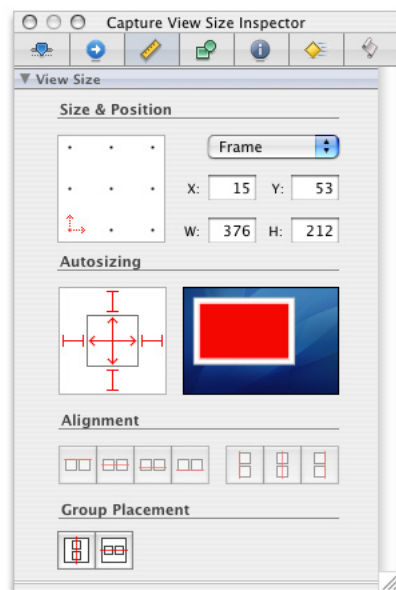 Capture View Size Inspector
View Size
Size & Position
Frame
X: 15 Y: 53
W: 376 H: 212
Autosizing
Alignment
Group Placement